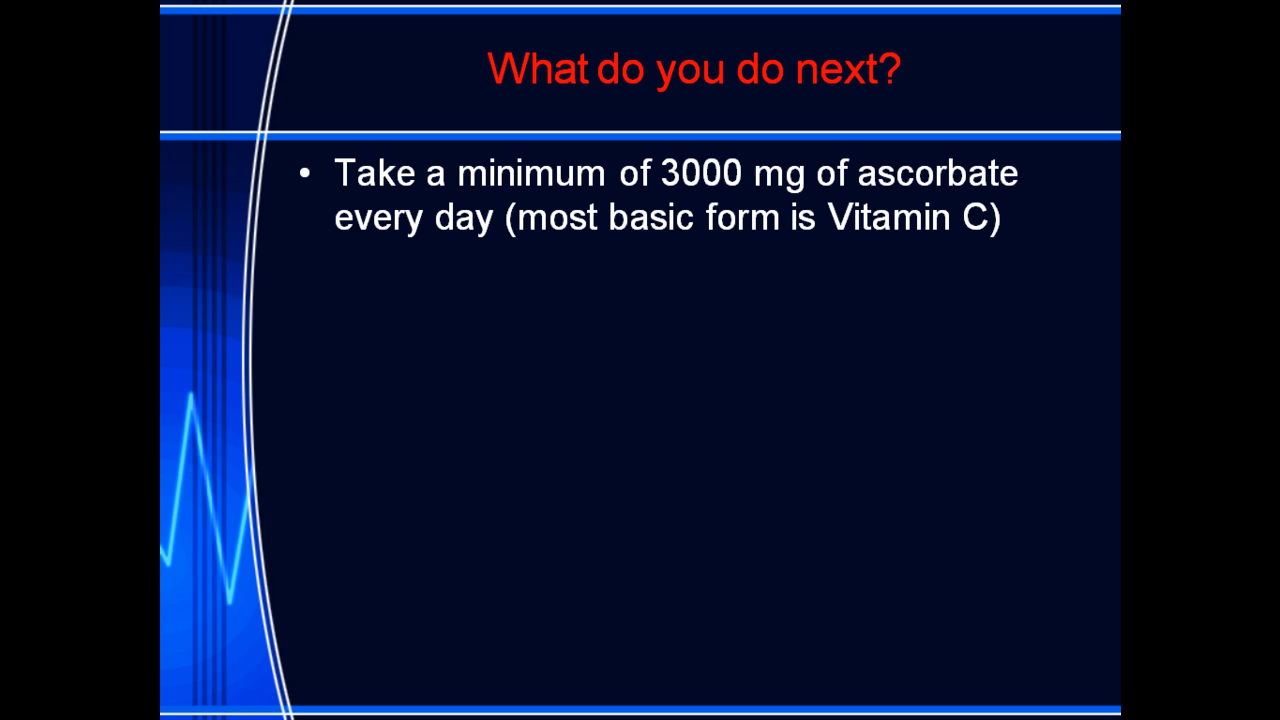 What do you do next?
• Take a minimum of 3000 mg of ascorbate
every day (most basic form is Vitamin C)